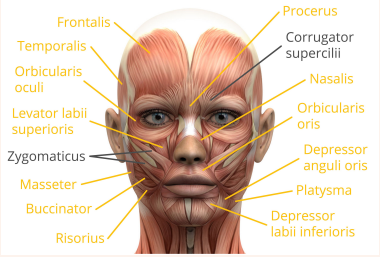 Frontalis
Temporalis
Orbicularis
oculi
Levator labii
superioris
Zygomaticus
Masseter
Buccinator
Risorius
Procerus
Corrugator
supercilii
Nasalis
Orbicularis
oris
Depressor
anguli oris
Platysma
Depressor
labii inferioris